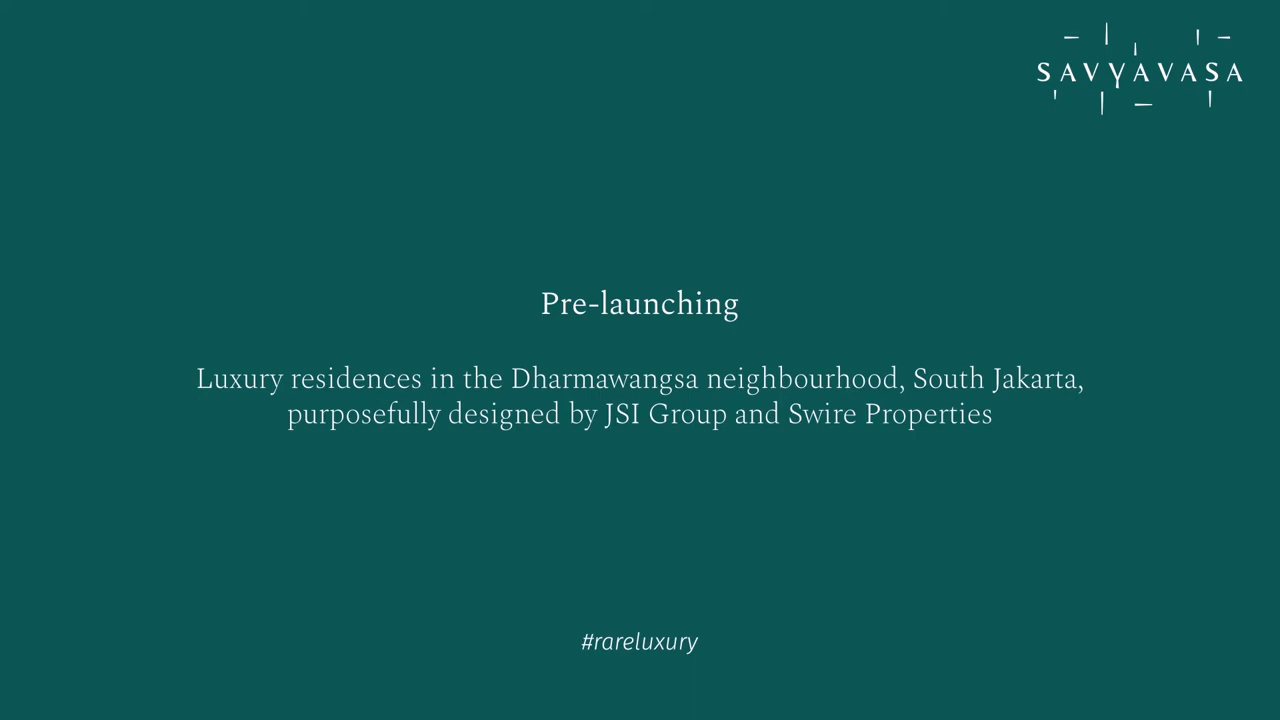 SAVYAVASA
Pre-launching
Luxury residences in the Dharmawangsa neighbourhood, South Jakarta,
purposefully designed by JSI Group and Swire Properties
#rareluxury